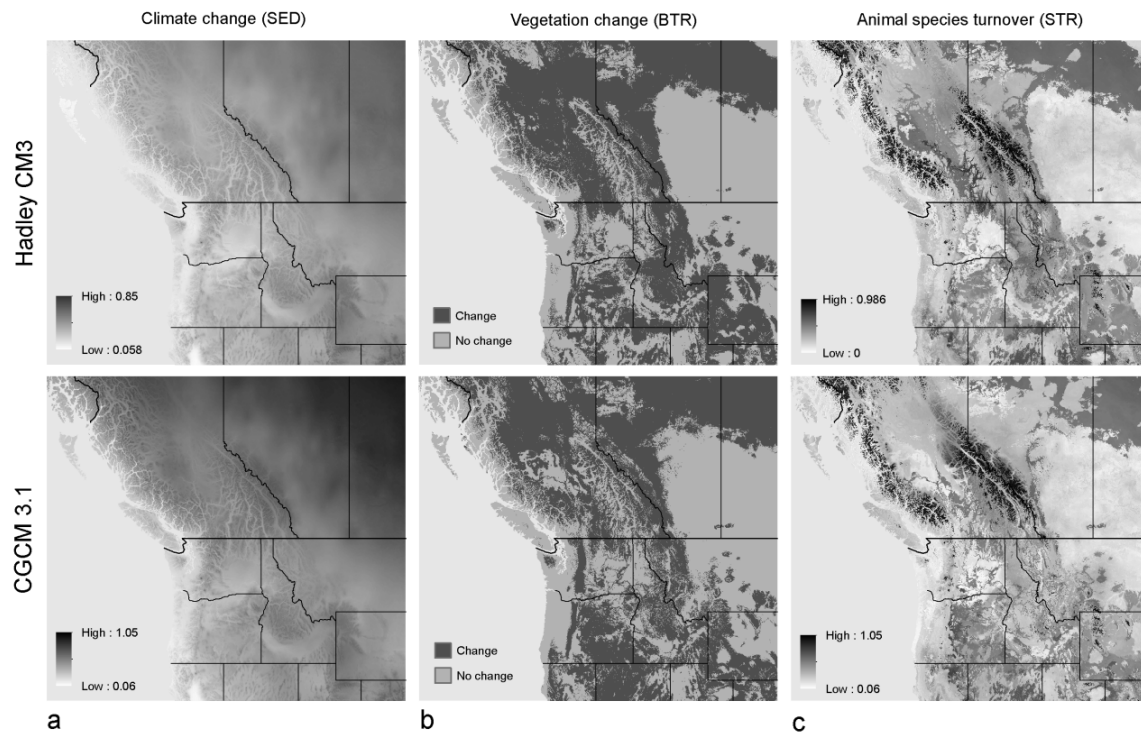 Climate change (SED)
Vegetation change (BTR)
Animal species turnover (STR)
Hadley CM3
High : 0.85
Low : 0.058
Change
No change
High : 0.986
Low : 0
CGCM 3.1
High : 1.05
Low : 0.06
Change
No change
High : 1.05
Low : 0.06
a
b
c